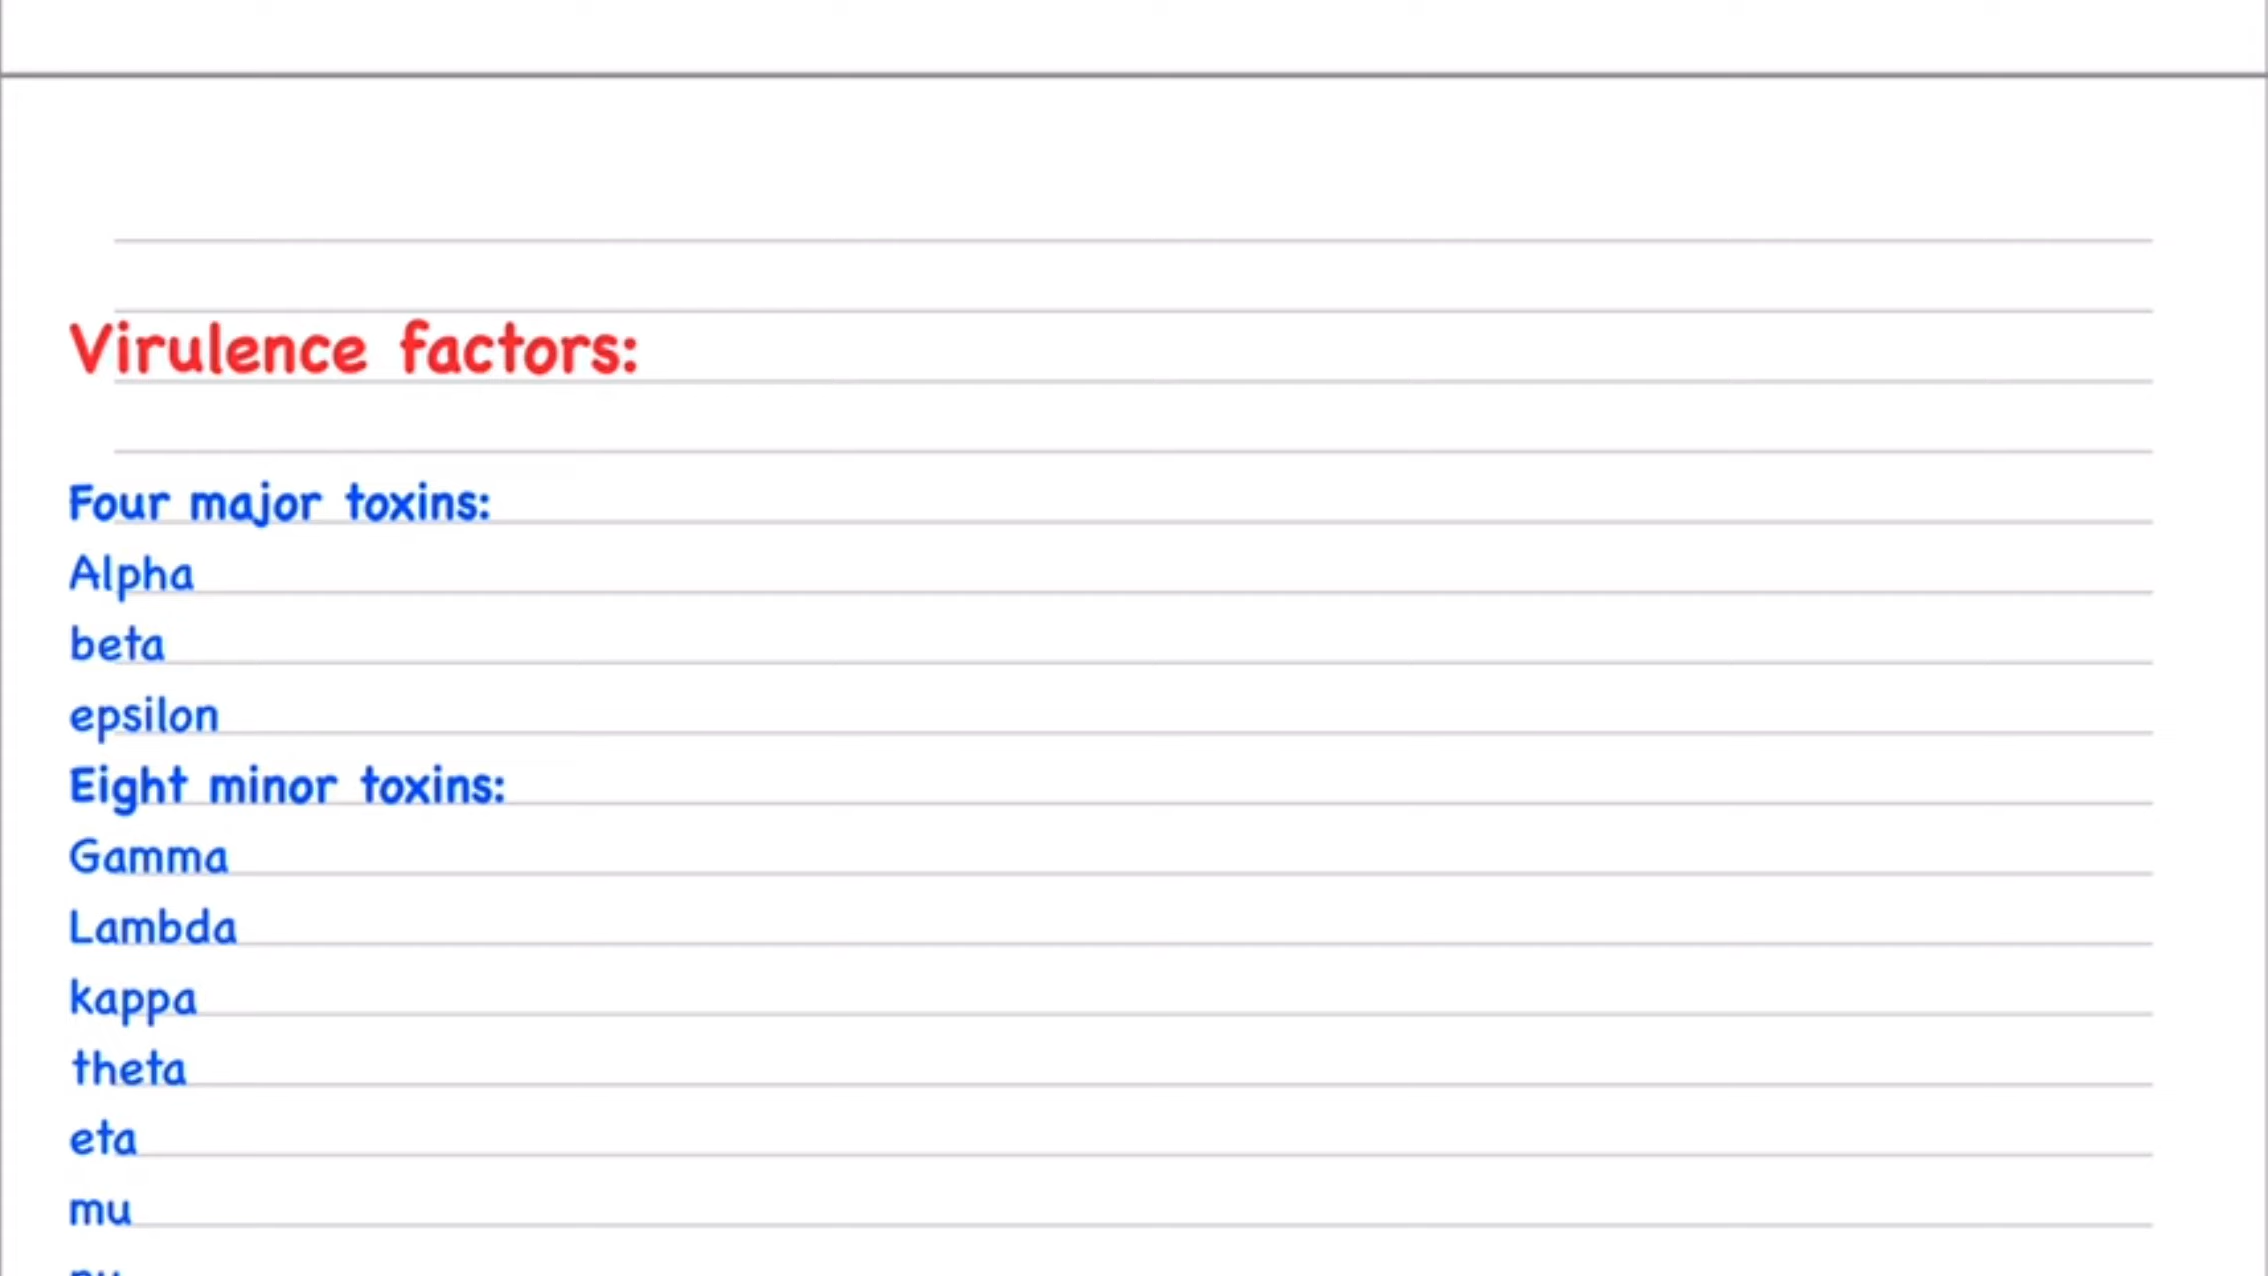 Virulence factors:
Four major toxins:
Alpha
beta
epsilon
Eight minor toxins:
Gamma
Lambda
kappa
theta
eta
mu